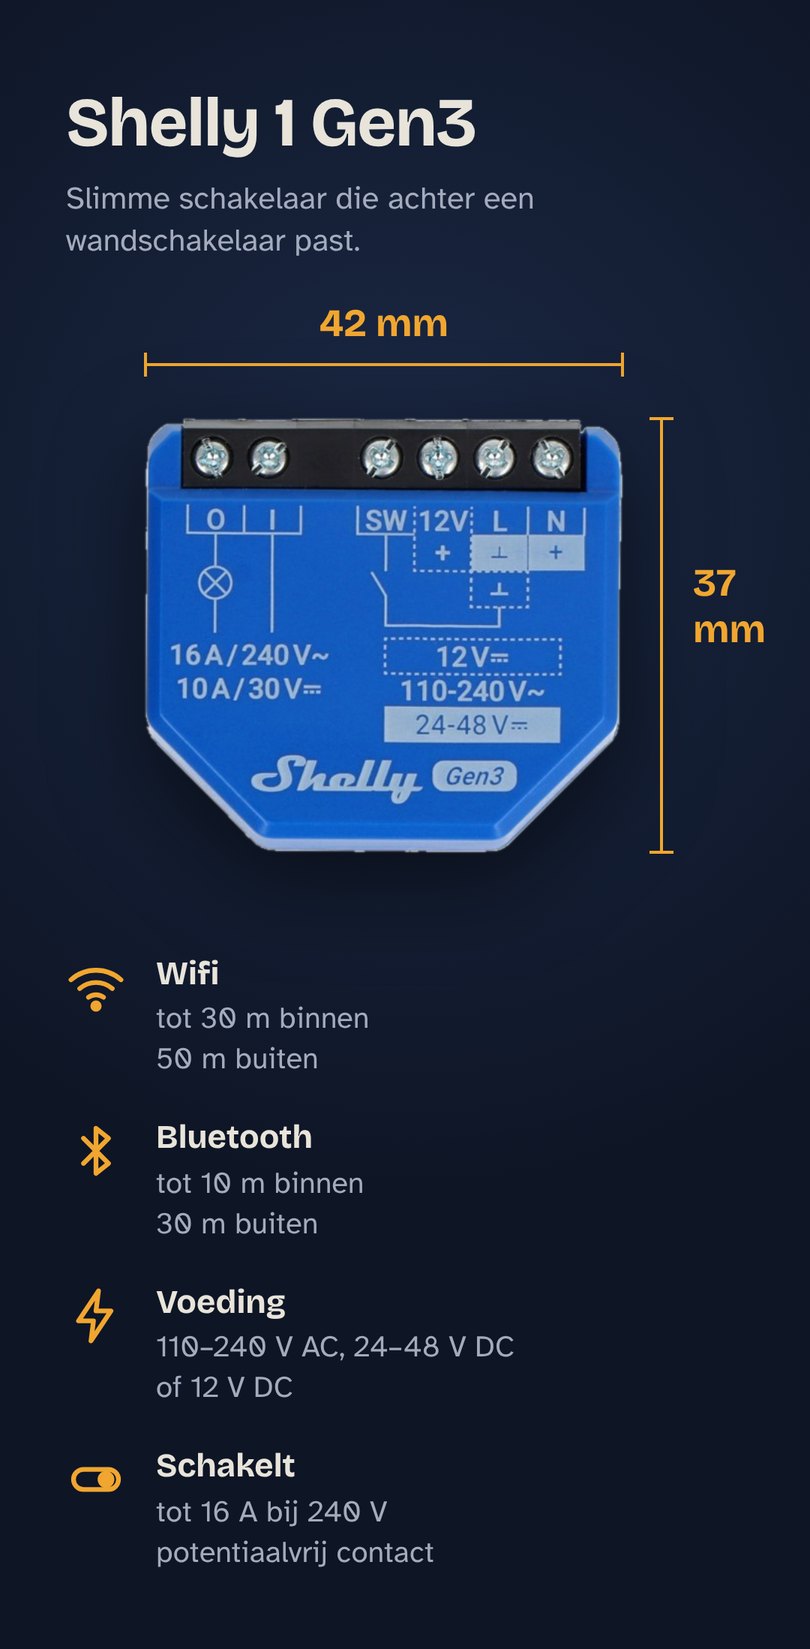 Shelly 1 Gen3
Slimme schakelaar die achter een
wandschakelaar past.
42 mm
37
mm
O I SW 12V L N
+ ⊥ +
⊥
16A/240V~
10A/30V⎓
12V⎓
110-240V~
24-48V⎓
Shelly Gen3
Wifi
tot 30 m binnen
50 m buiten
Bluetooth
tot 10 m binnen
30 m buiten
Voeding
110–240 V AC, 24–48 V DC
of 12 V DC
Schakelt
tot 16 A bij 240 V
potentiaalvrij contact